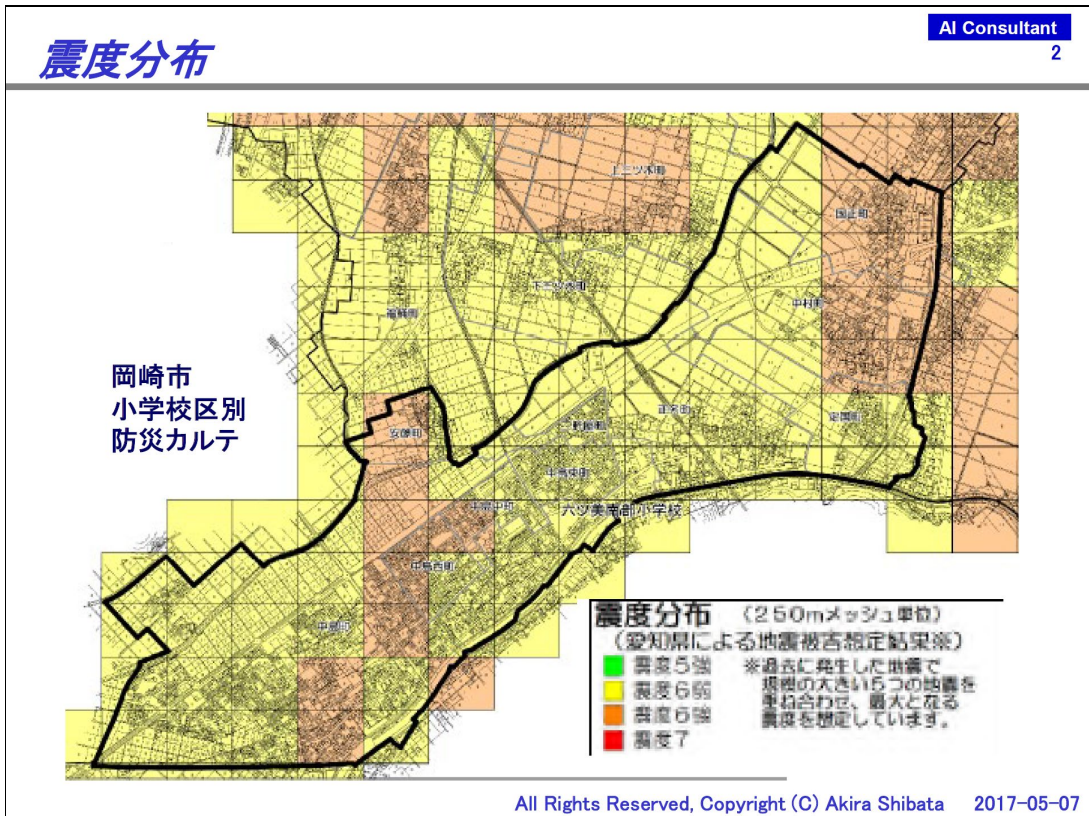 AI Consultant
2
震度分布
上三ツ木町
国正町
下三ツ木町
中村町
福桶町
岡崎市
小学校区別
防災カルテ
安藤町
正名町
定国町
中島東町
中島中町
六ツ美南部小学校
中島西町
中島町
震度分布 (250mメッシュ単位)
(愛知県による地震被害想定結果※)
震度5強
震度6弱
震度6強
震度7
※過去に発生した地震で
規模の大きい5つの地震を
重ね合わせ、最大となる
震度を想定しています。
All Rights Reserved, Copyright (C) Akira Shibata 2017-05-07